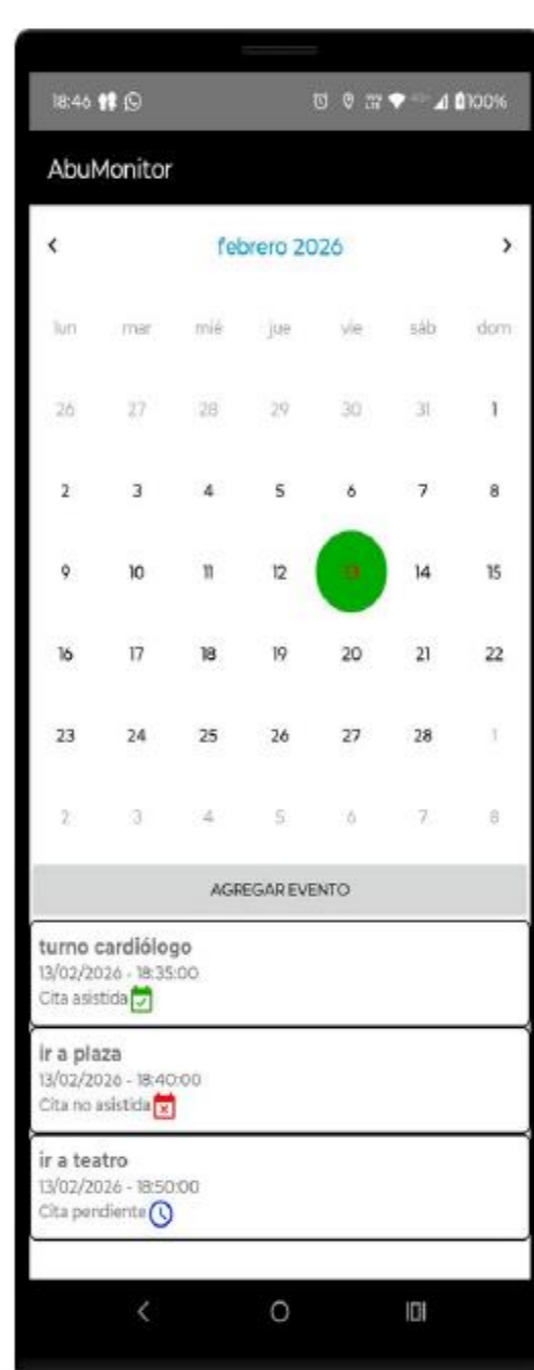 18:46 100%
AbuMonitor
febrero 2026
lun mar mié jue vie sáb dom
26 27 28 29 30 31 1
2 3 4 5 6 7 8
9 10 11 12 13 14 15
16 17 18 19 20 21 22
23 24 25 26 27 28 1
2 3 4 5 6 7 8
AGREGAR EVENTO
turno cardiólogo
13/02/2026 - 18:35:00
Cita asistida
ir a plaza
13/02/2026 - 18:40:00
Cita no asistida
ir a teatro
13/02/2026 - 18:50:00
Cita pendiente